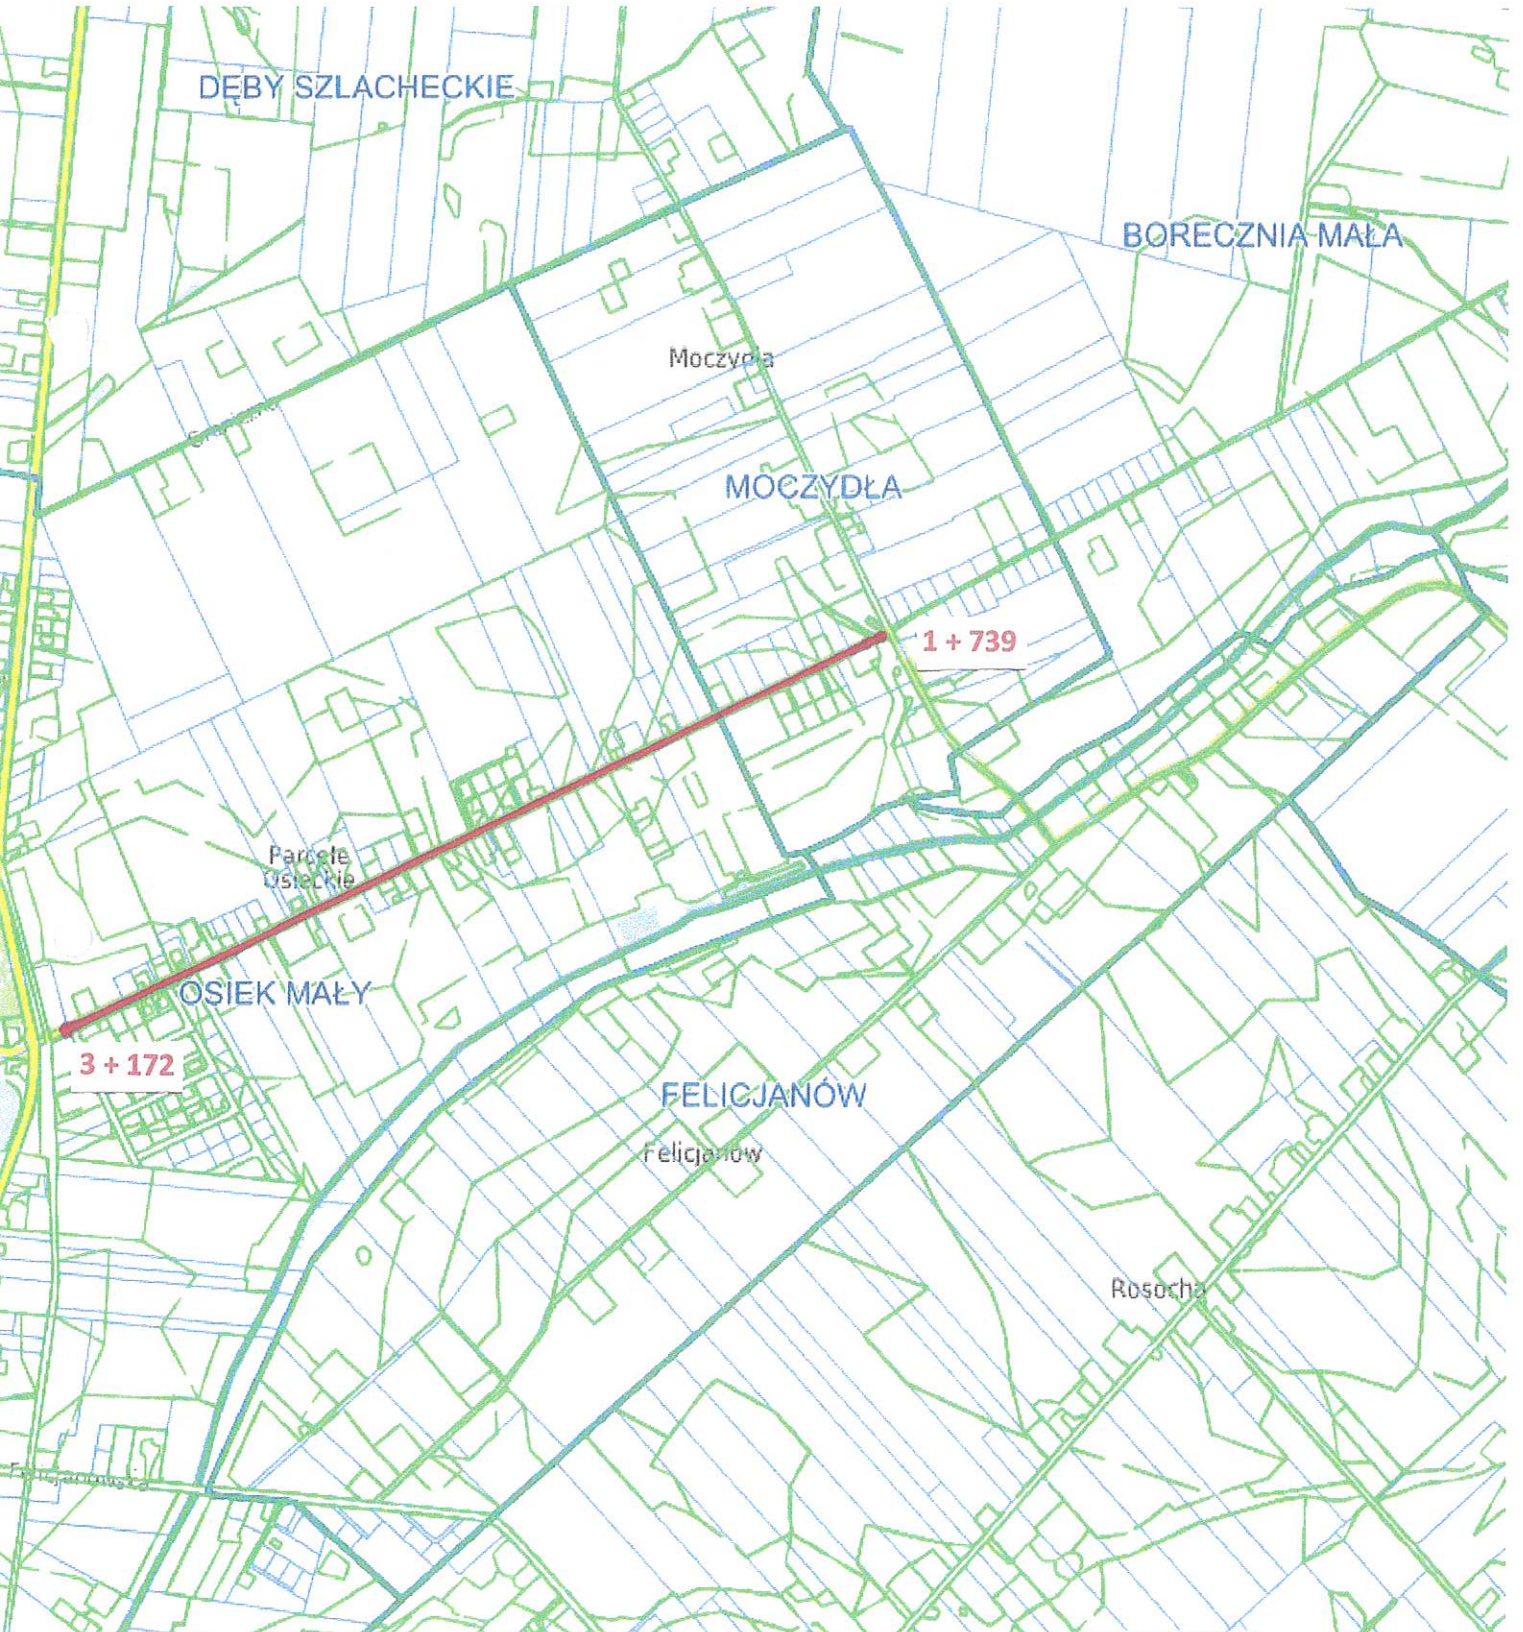 DĘBY SZLACHECKIE
BORECZNIA MAŁA
Moczydła
MOCZYDŁA
1 + 739
Parcele
Osieckie
OSIEK MAŁY
3 + 172
FELICJANÓW
Felicjanów
Rosocha